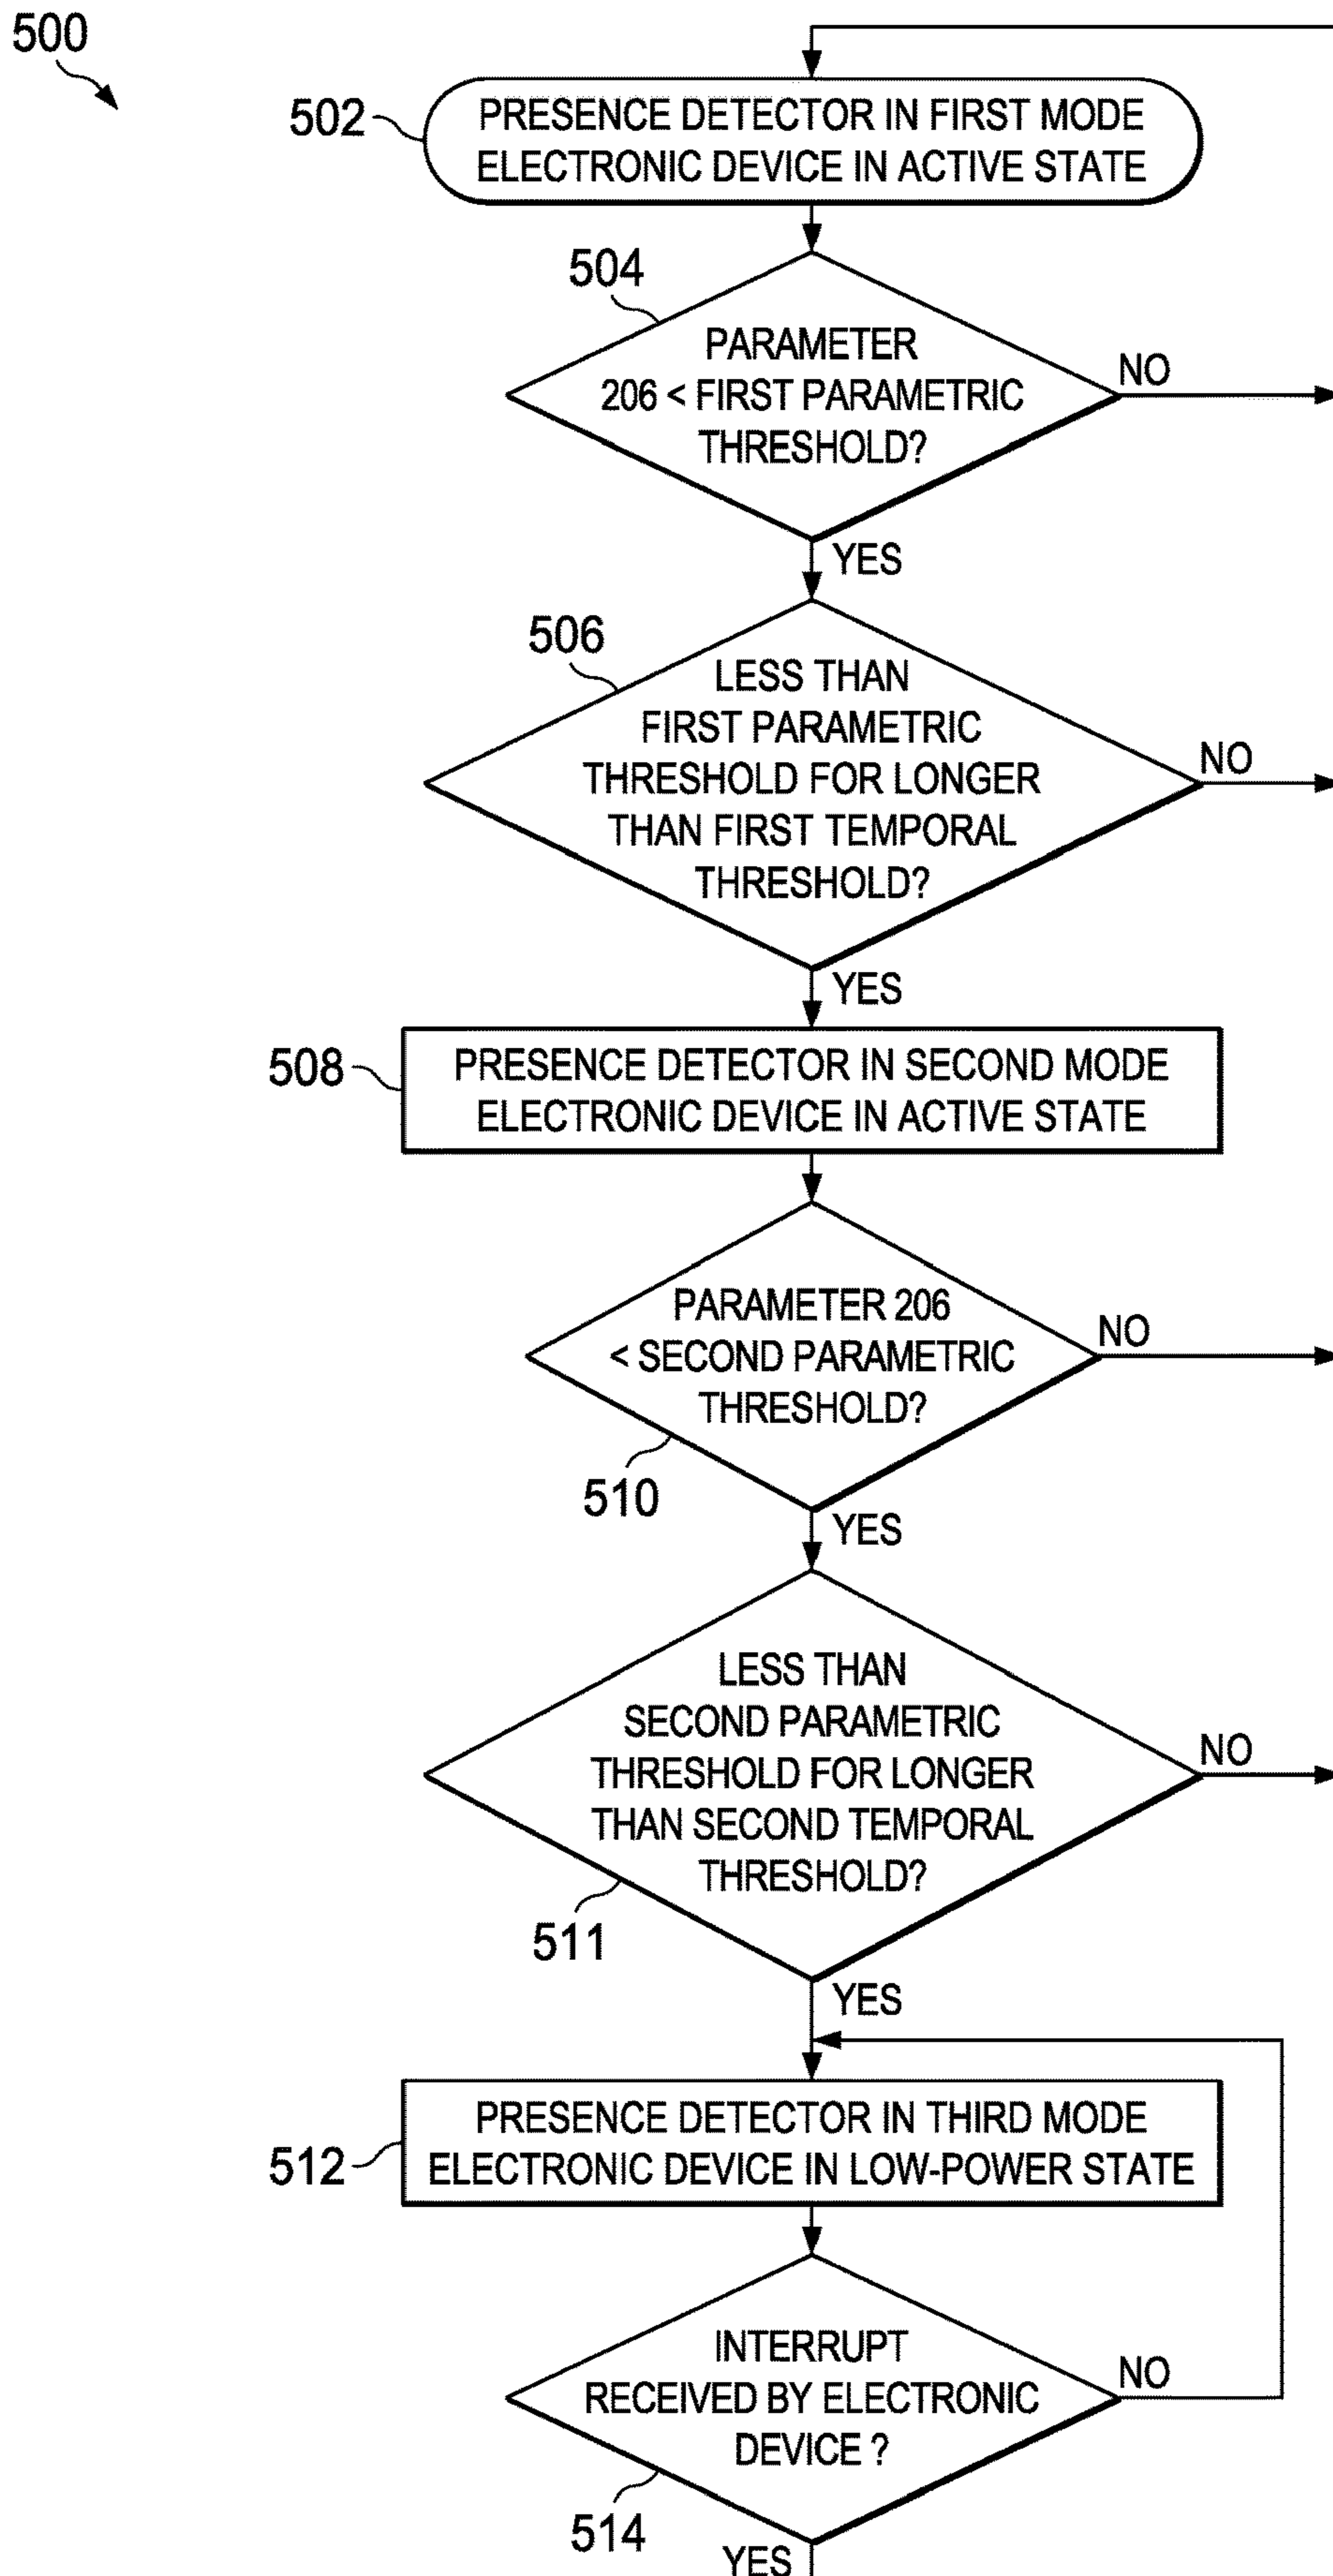 500
502
PRESENCE DETECTOR IN FIRST MODE
ELECTRONIC DEVICE IN ACTIVE STATE
504
PARAMETER
206 < FIRST PARAMETRIC
THRESHOLD?
NO
YES
506
LESS THAN
FIRST PARAMETRIC
THRESHOLD FOR LONGER
THAN FIRST TEMPORAL
THRESHOLD?
NO
YES
508
PRESENCE DETECTOR IN SECOND MODE
ELECTRONIC DEVICE IN ACTIVE STATE
PARAMETER 206
< SECOND PARAMETRIC
THRESHOLD?
NO
510
YES
LESS THAN
SECOND PARAMETRIC
THRESHOLD FOR LONGER
THAN SECOND TEMPORAL
THRESHOLD?
NO
511
YES
512
PRESENCE DETECTOR IN THIRD MODE
ELECTRONIC DEVICE IN LOW-POWER STATE
INTERRUPT
RECEIVED BY ELECTRONIC
DEVICE ?
NO
514
YES